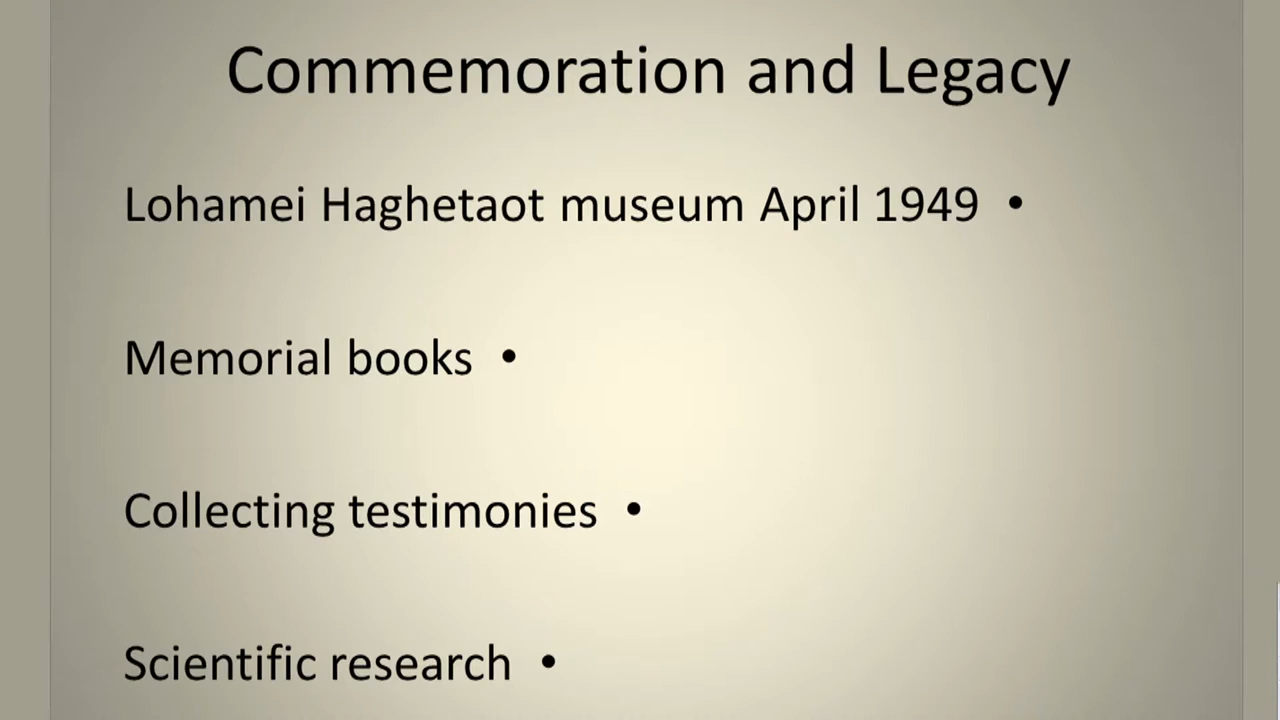 Commemoration and Legacy
Lohamei Haghetaot museum April 1949 •
Memorial books •
Collecting testimonies •
Scientific research •